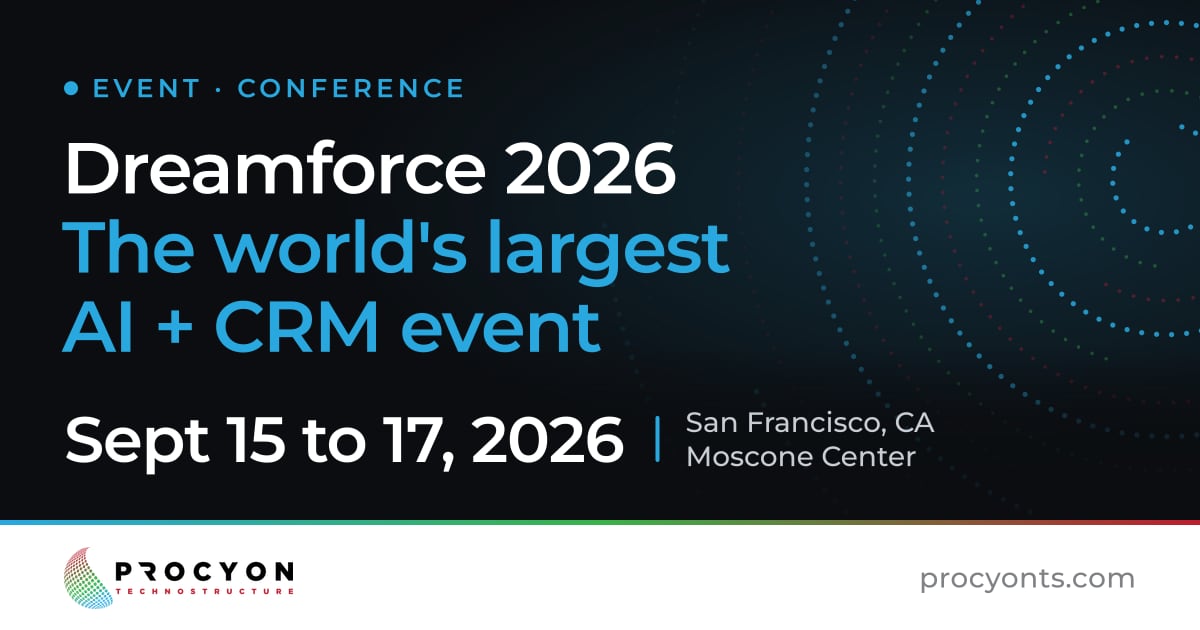 EVENT · CONFERENCE
Dreamforce 2026
The world's largest
AI + CRM event
Sept 15 to 17, 2026
San Francisco, CA
Moscone Center
PROCYON
TECHNOSTRUCTURE
procyonts.com